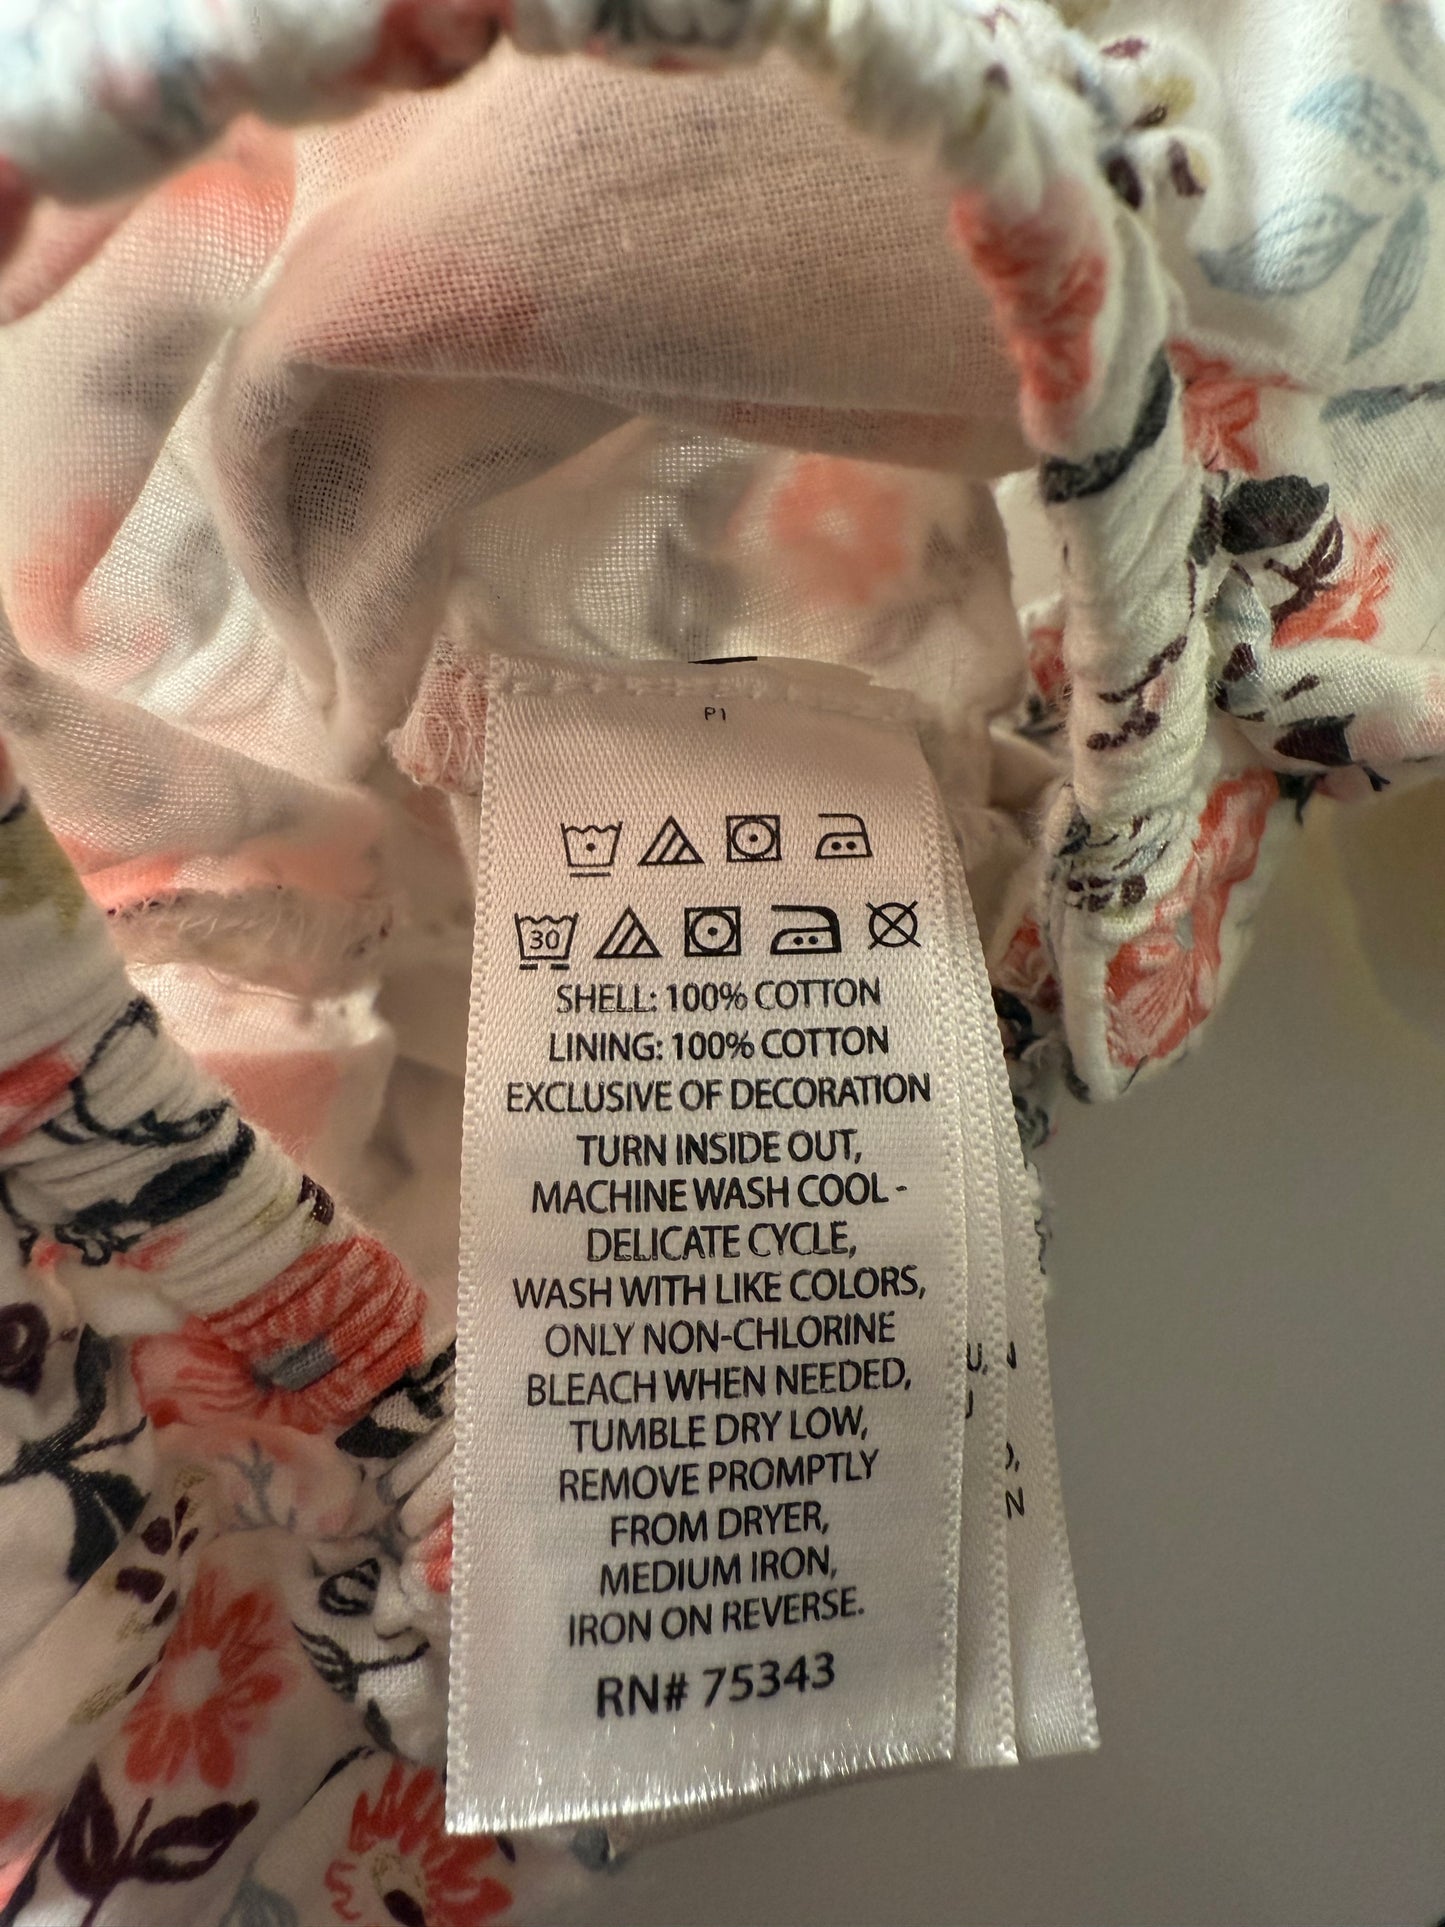 P1
30
SHELL: 100% COTTON
LINING: 100% COTTON
EXCLUSIVE OF DECORATION
TURN INSIDE OUT,
MACHINE WASH COOL -
DELICATE CYCLE,
WASH WITH LIKE COLORS,
ONLY NON-CHLORINE
BLEACH WHEN NEEDED,
TUMBLE DRY LOW,
REMOVE PROMPTLY
FROM DRYER,
MEDIUM IRON,
IRON ON REVERSE.
RN# 75343